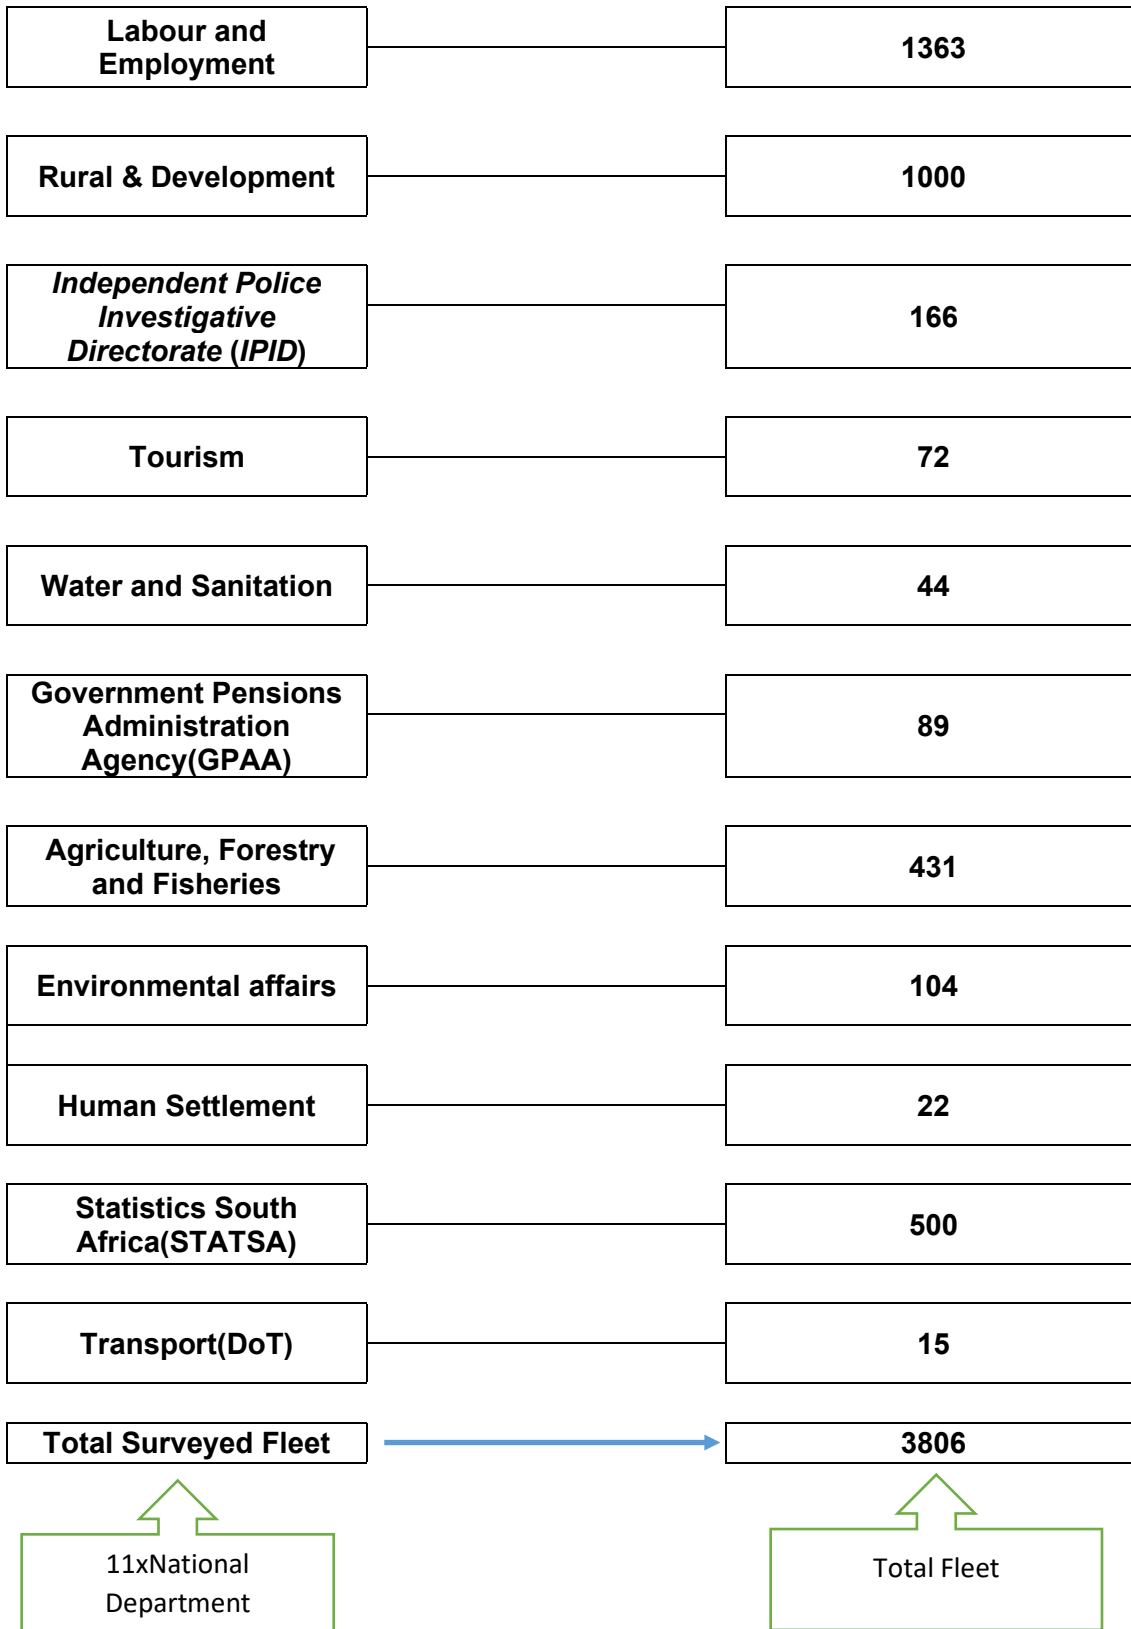 Labour and
Employment
1363
Rural & Development
1000
Independent Police
Investigative
Directorate (IPID)
166
Tourism
72
Water and Sanitation
44
Government Pensions
Administration
Agency(GPAA)
89
Agriculture, Forestry
and Fisheries
431
Environmental affairs
104
Human Settlement
22
Statistics South
Africa(STATSA)
500
Transport(DoT)
15
Total Surveyed Fleet
3806
11xNational
Department
Total Fleet